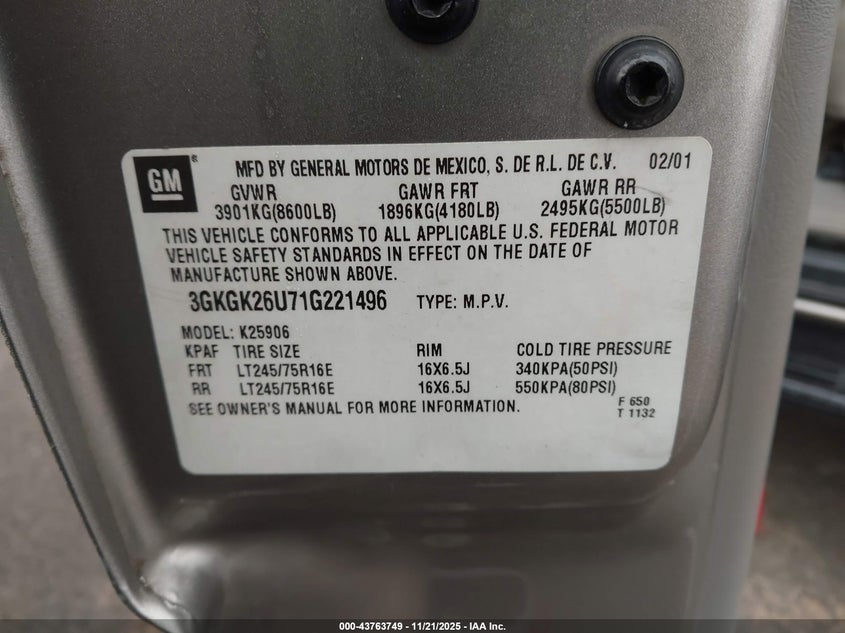 GM ® MFD BY GENERAL MOTORS DE MEXICO, S. DE R.L. DE C.V. 02/01
GVWR GAWR FRT GAWR RR
3901KG(8600LB) 1896KG(4180LB) 2495KG(5500LB)
THIS VEHICLE CONFORMS TO ALL APPLICABLE U.S. FEDERAL MOTOR
VEHICLE SAFETY STANDARDS IN EFFECT ON THE DATE OF
MANUFACTURE SHOWN ABOVE.
3GKGK26U71G221496 TYPE: M.P.V.
MODEL: K25906
KPAF TIRE SIZE RIM COLD TIRE PRESSURE
FRT LT245/75R16E 16X6.5J 340KPA(50PSI)
RR LT245/75R16E 16X6.5J 550KPA(80PSI)
SEE OWNER'S MANUAL FOR MORE INFORMATION. F 650
T 1132
000-43763749 - 11/21/2025 - IAA Inc.